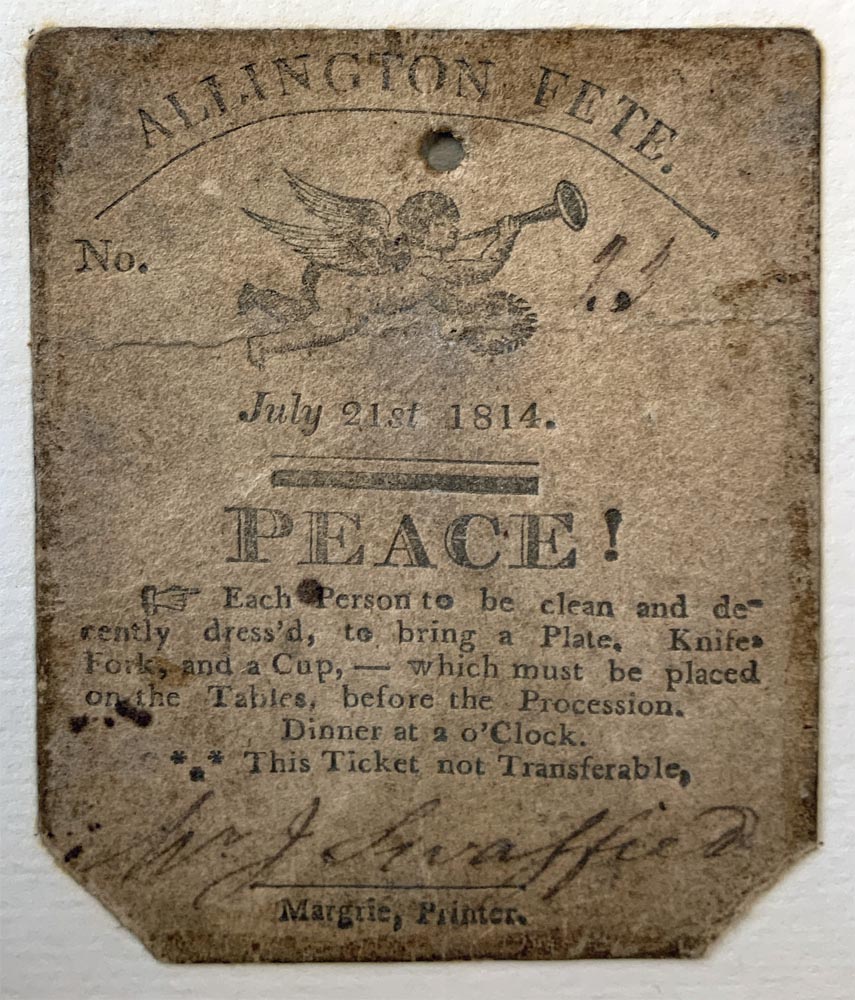 ALLINGTON FETE.
No.
July 21st 1814.
PEACE!
☞ Each Person to be clean and de-
cently dress'd, to bring a Plate, Knife,
Fork, and a Cup, — which must be placed
on the Tables, before the Procession.
Dinner at 2 o'Clock.
*** This Ticket not Transferable,
Mr J Swaffied
Margrie, Printer.